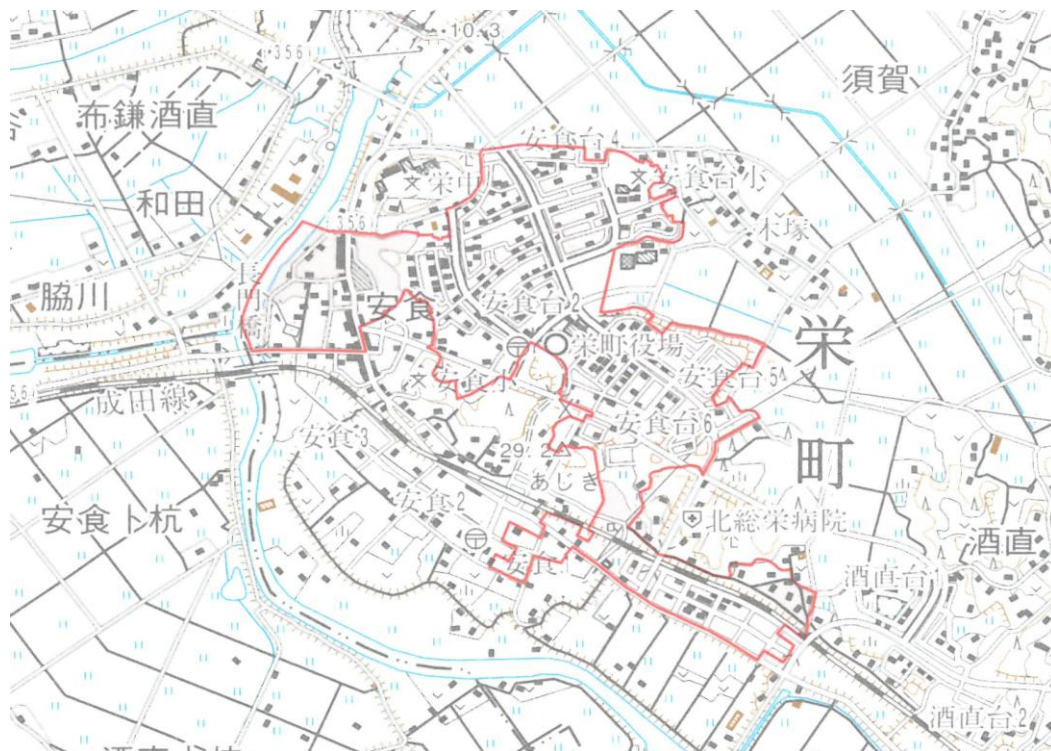 10.3
356
須賀
布鎌酒直
安食台4
栄中
安食台小
和田
木塚
356
長門橋
脇川
安食
安食台2
栄町役場
栄町
安食台5
安食小
成田線
安食台6
安食3
29.2
あじき
安食2
北総栄病院
安食卜杭
酒直
安食1
酒直台1
酒直台2